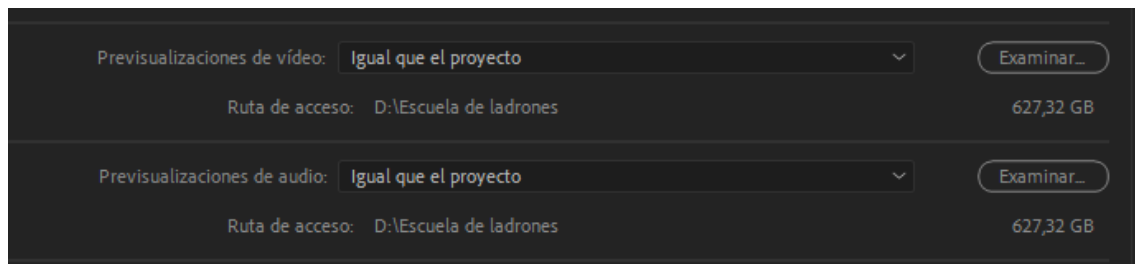 Previsualizaciones de vídeo: Igual que el proyecto Examinar...
Ruta de acceso: D:\Escuela de ladrones 627,32 GB
Previsualizaciones de audio: Igual que el proyecto Examinar...
Ruta de acceso: D:\Escuela de ladrones 627,32 GB